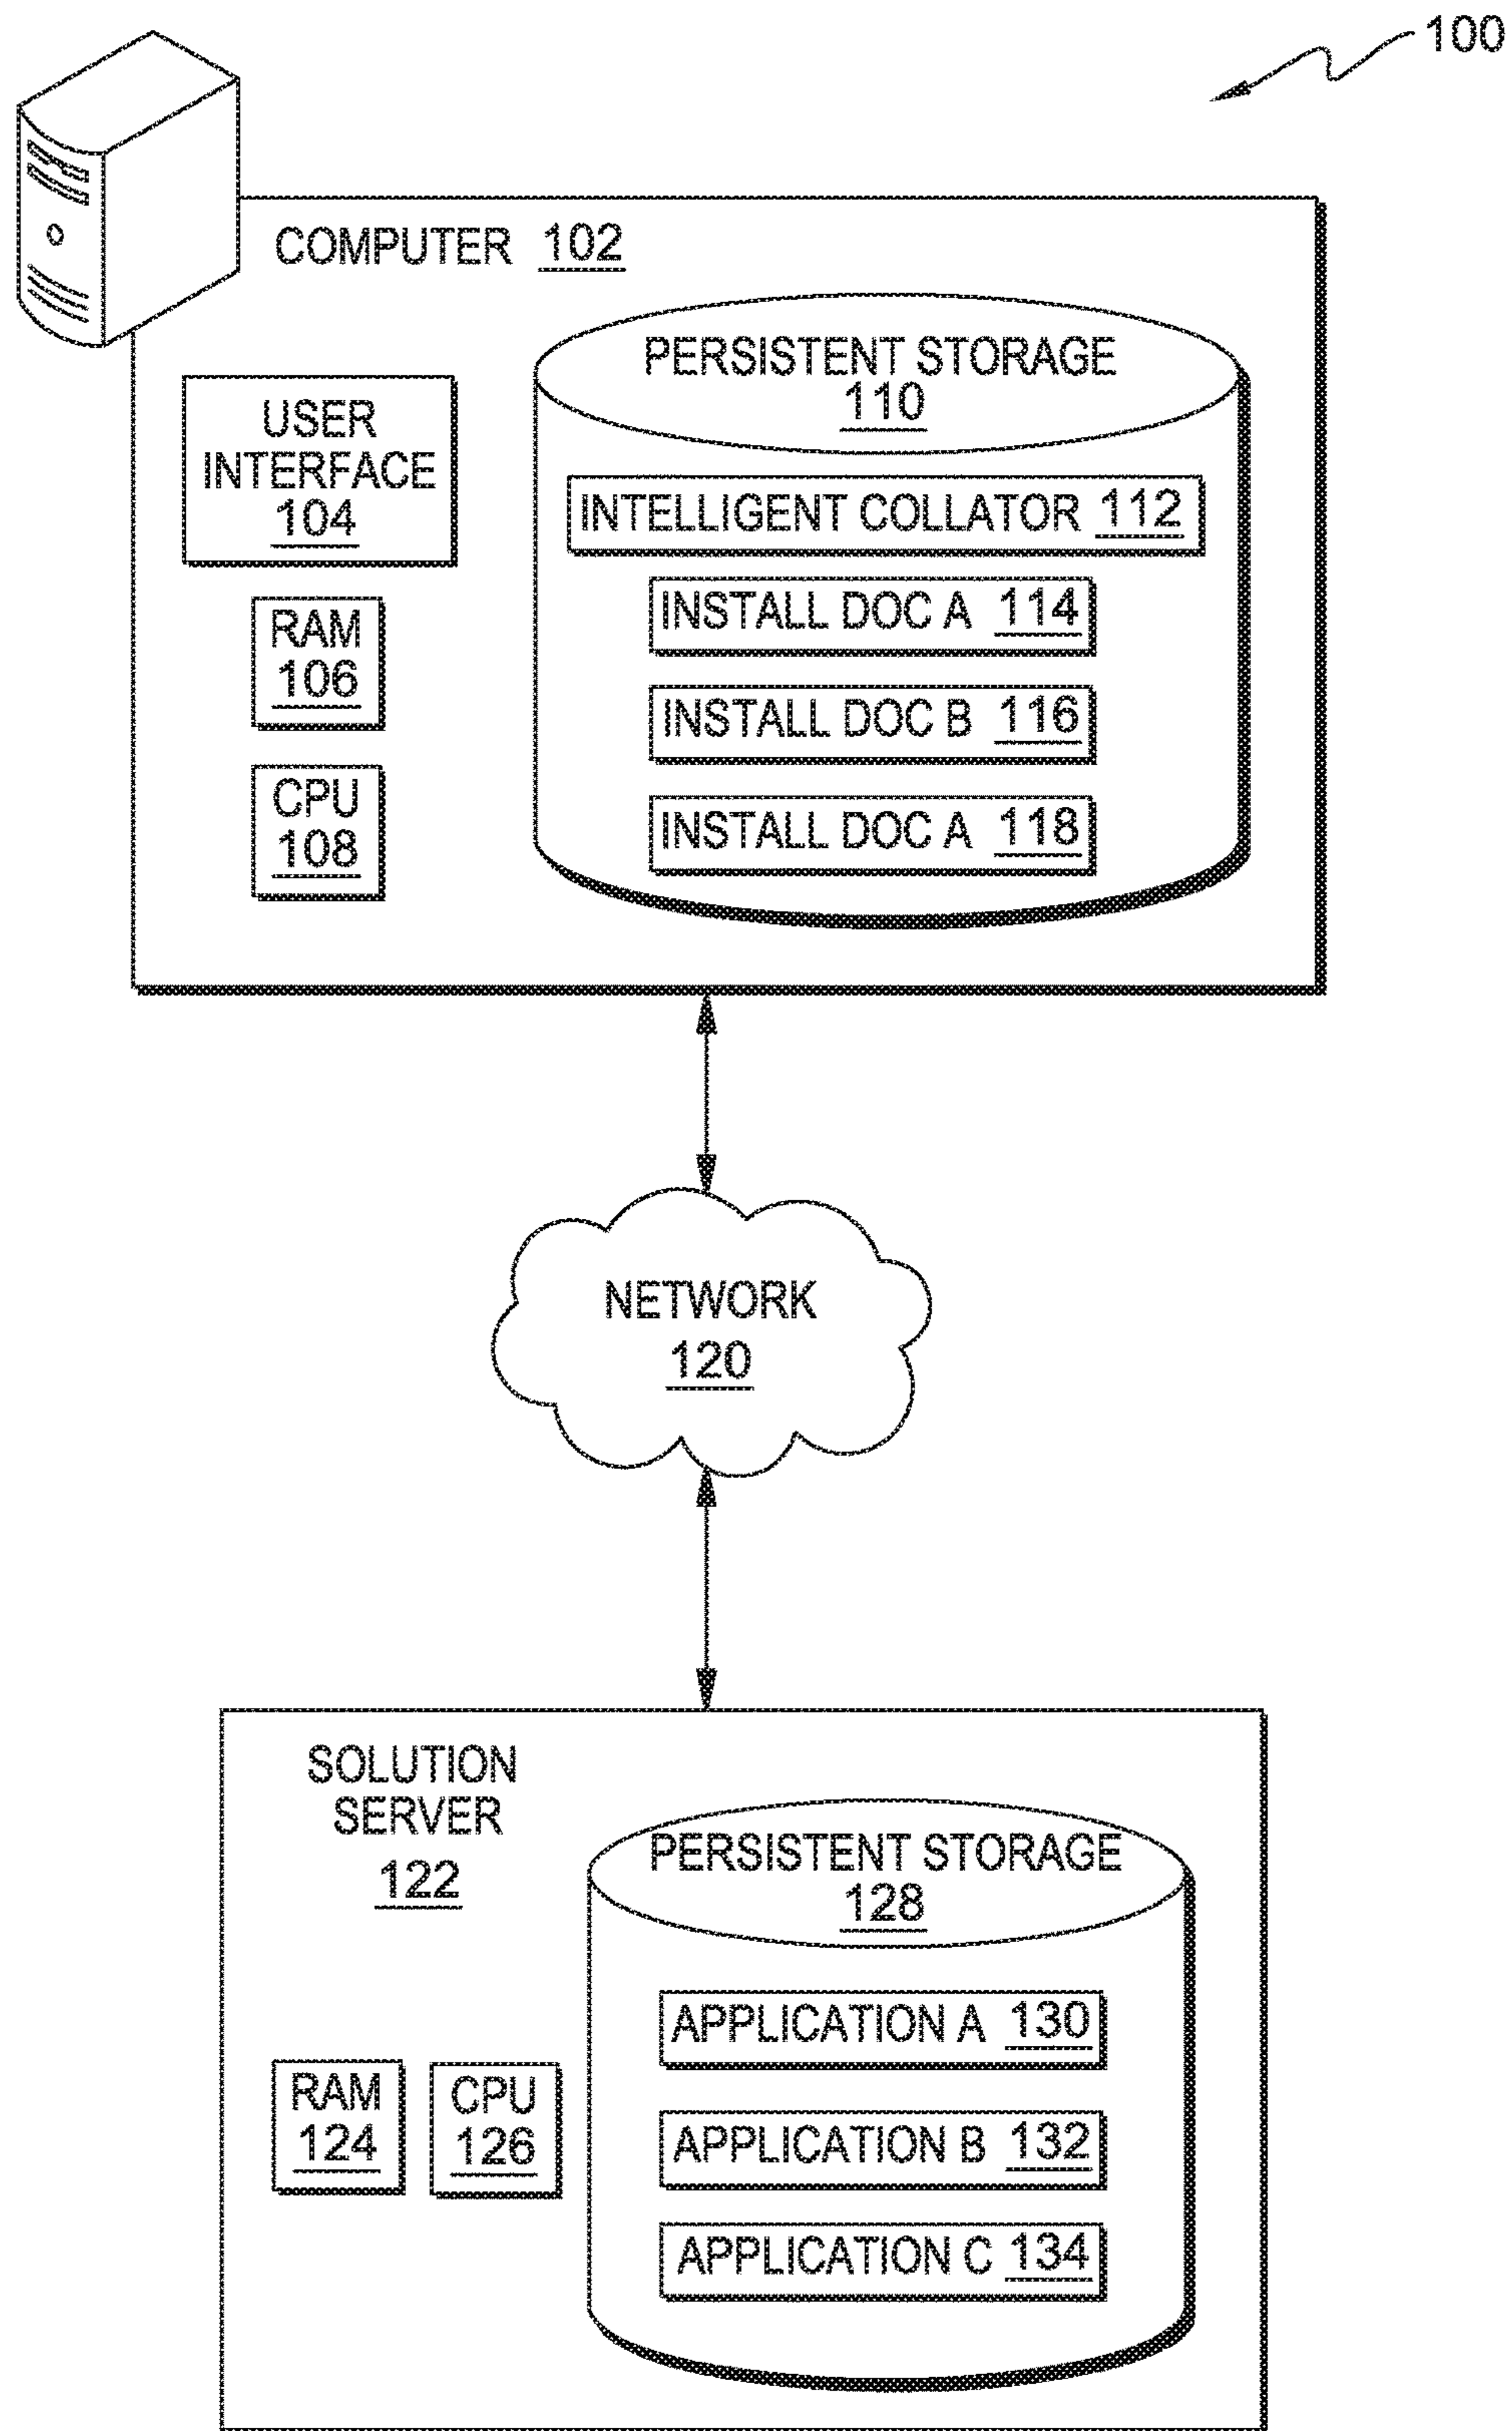 100
COMPUTER 102
USER
INTERFACE
104
RAM
106
CPU
108
PERSISTENT STORAGE
110
INTELLIGENT COLLATOR 112
INSTALL DOC A 114
INSTALL DOC B 116
INSTALL DOC A 118
NETWORK
120
SOLUTION
SERVER
122
RAM
124
CPU
126
PERSISTENT STORAGE
128
APPLICATION A 130
APPLICATION B 132
APPLICATION C 134